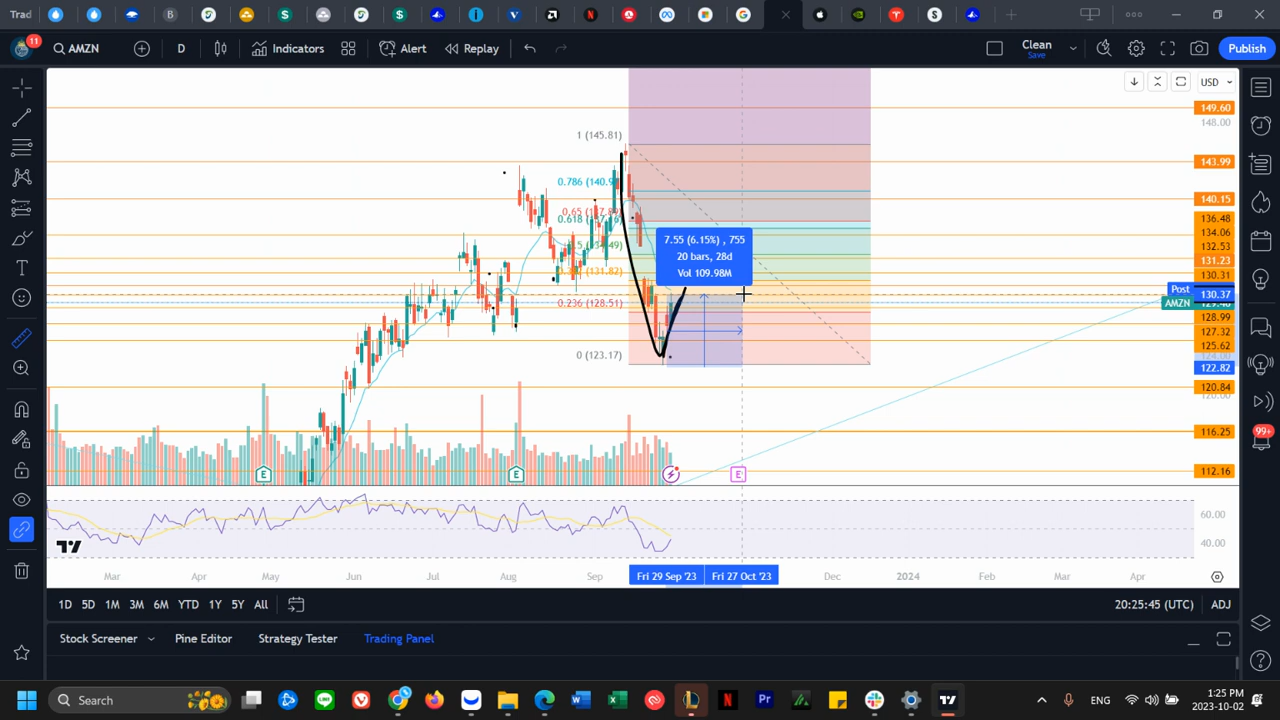 Trad
11
AMZN
D
Indicators
Alert
Replay
Clean
Save
Publish
USD
149.60
148.00
1 (145.81)
143.99
0.786 (140.9
140.15
136.48
134.06
7.55 (6.15%) , 755
20 bars, 28d
Vol 109.98M
132.53
131.23
130.31
Post 130.37
AMZN
0.236 (128.51)
128.99
127.32
125.62
0 (123.17)
122.82
120.84
116.25
112.16
99+
E
E
E
60.00
40.00
Mar
Apr
May
Jun
Jul
Aug
Sep
Fri 29 Sep '23
Fri 27 Oct '23
Dec
2024
Feb
Mar
Apr
1D 5D 1M 3M 6M YTD 1Y 5Y All
20:25:45 (UTC)
ADJ
Stock Screener
Pine Editor
Strategy Tester
Trading Panel
Search
ENG
1:25 PM
2023-10-02